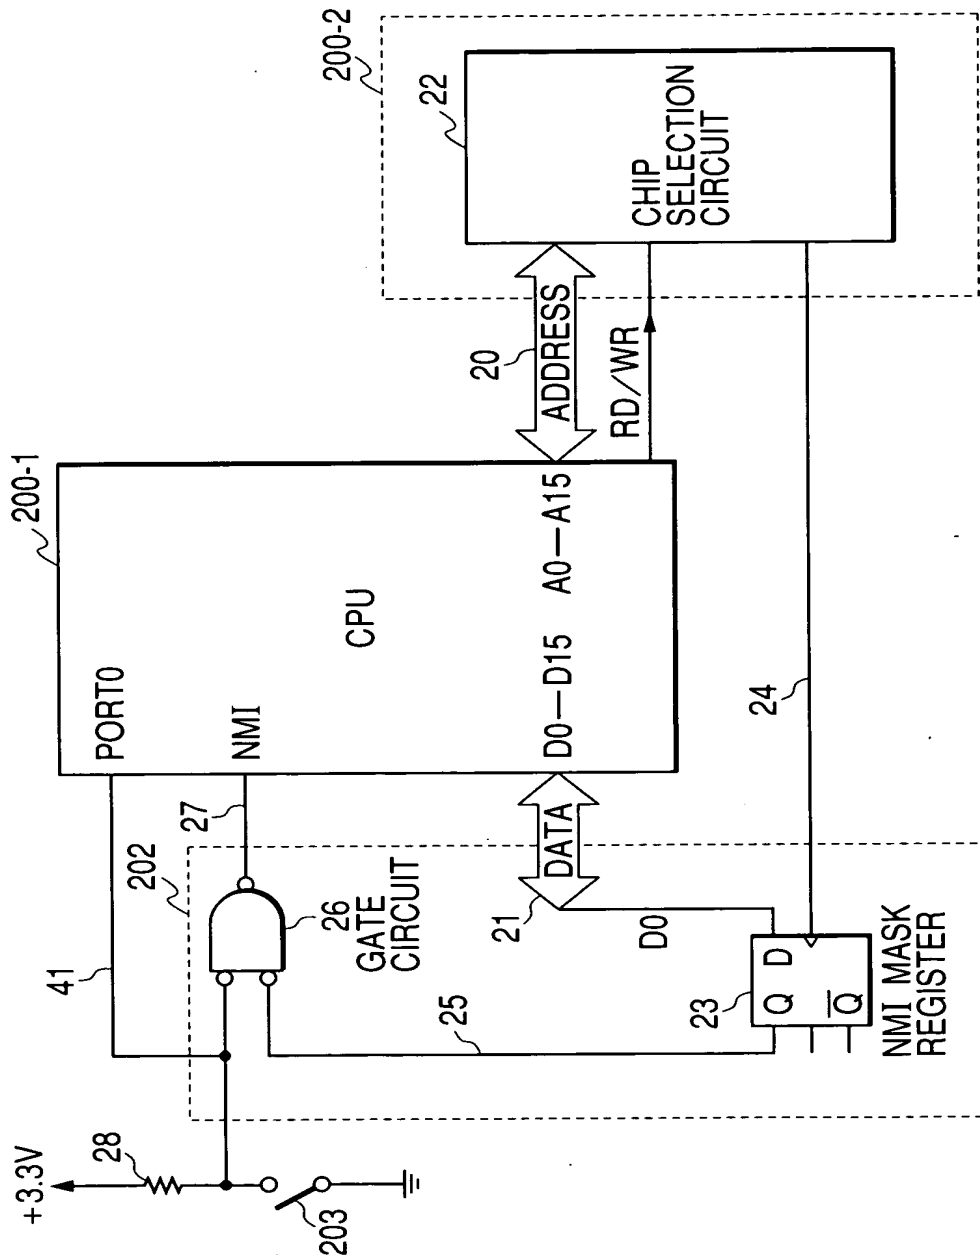 +3.3V
28
203
41
202
27
26
GATE
CIRCUIT
25
PORT0
NMI
CPU
200-1
D0—D15
A0—A15
DATA
21
D0
23
Q
D
Q̅
NMI MASK
REGISTER
24
20
ADDRESS
RD/WR
22
200-2
CHIP
SELECTION
CIRCUIT